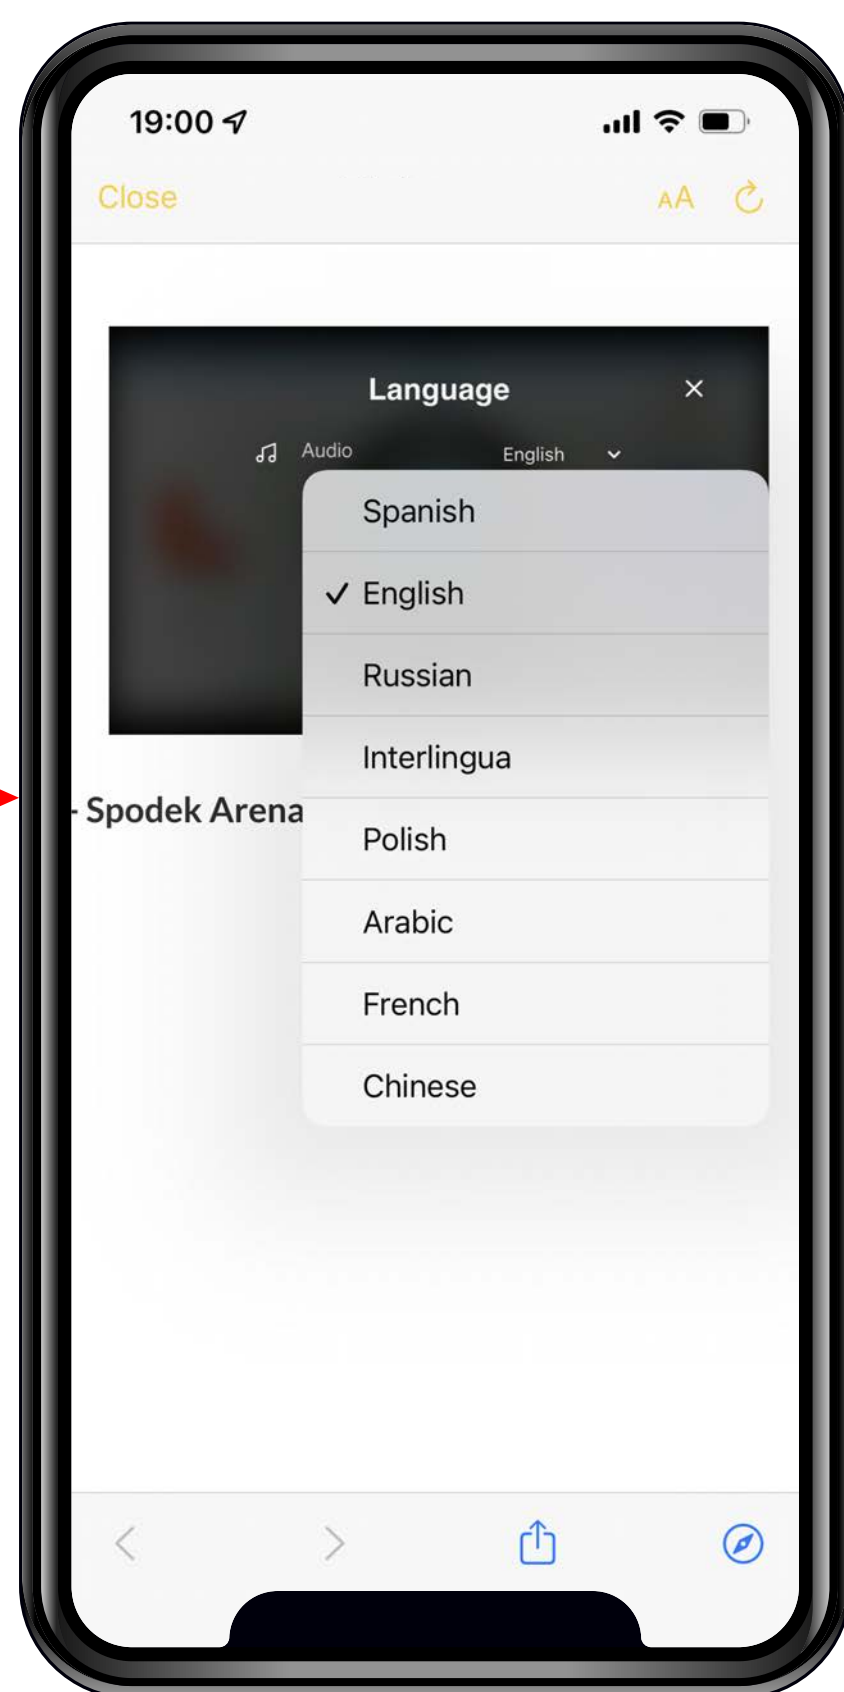 19:00
Close
AA
Language
Audio
English
Spanish
✓ English
Russian
Interlingua
- Spodek Arena
Polish
Arabic
French
Chinese